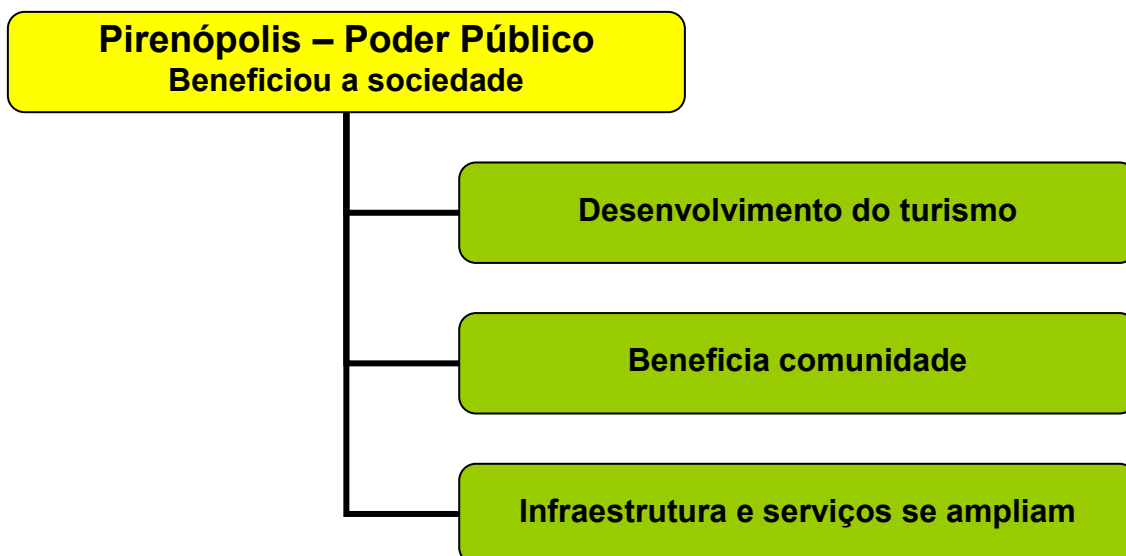 Pirenópolis – Poder Público
Beneficiou a sociedade
Desenvolvimento do turismo
Beneficia comunidade
Infraestrutura e serviços se ampliam